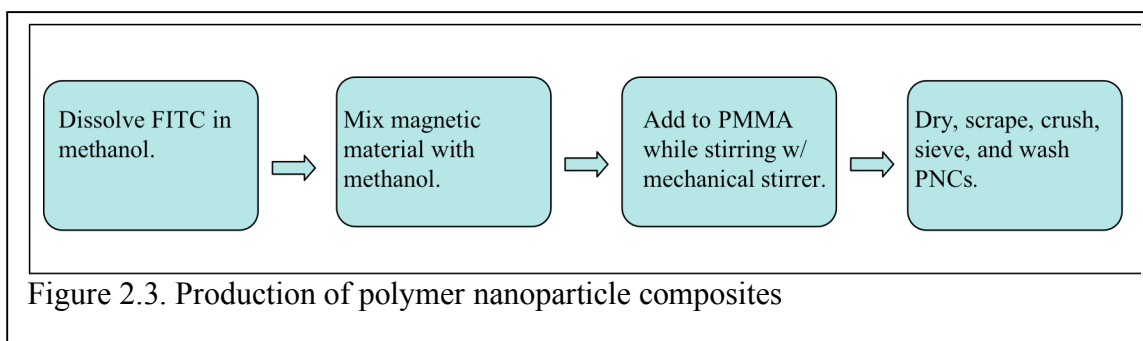 Dissolve FITC in
methanol.
Mix magnetic
material with
methanol.
Add to PMMA
while stirring w/
mechanical stirrer.
Dry, scrape, crush,
sieve, and wash
PNCs.
Figure 2.3. Production of polymer nanoparticle composites